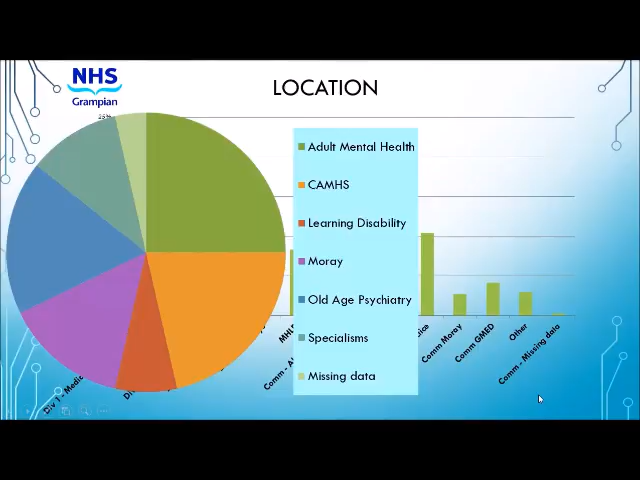 NHS
Grampian
LOCATION
25%
Adult Mental Health
CAMHS
Learning Disability
Moray
Old Age Psychiatry
Specialisms
Missing data
Comm Moray
Comm GMED
Other
Comm - Missing data